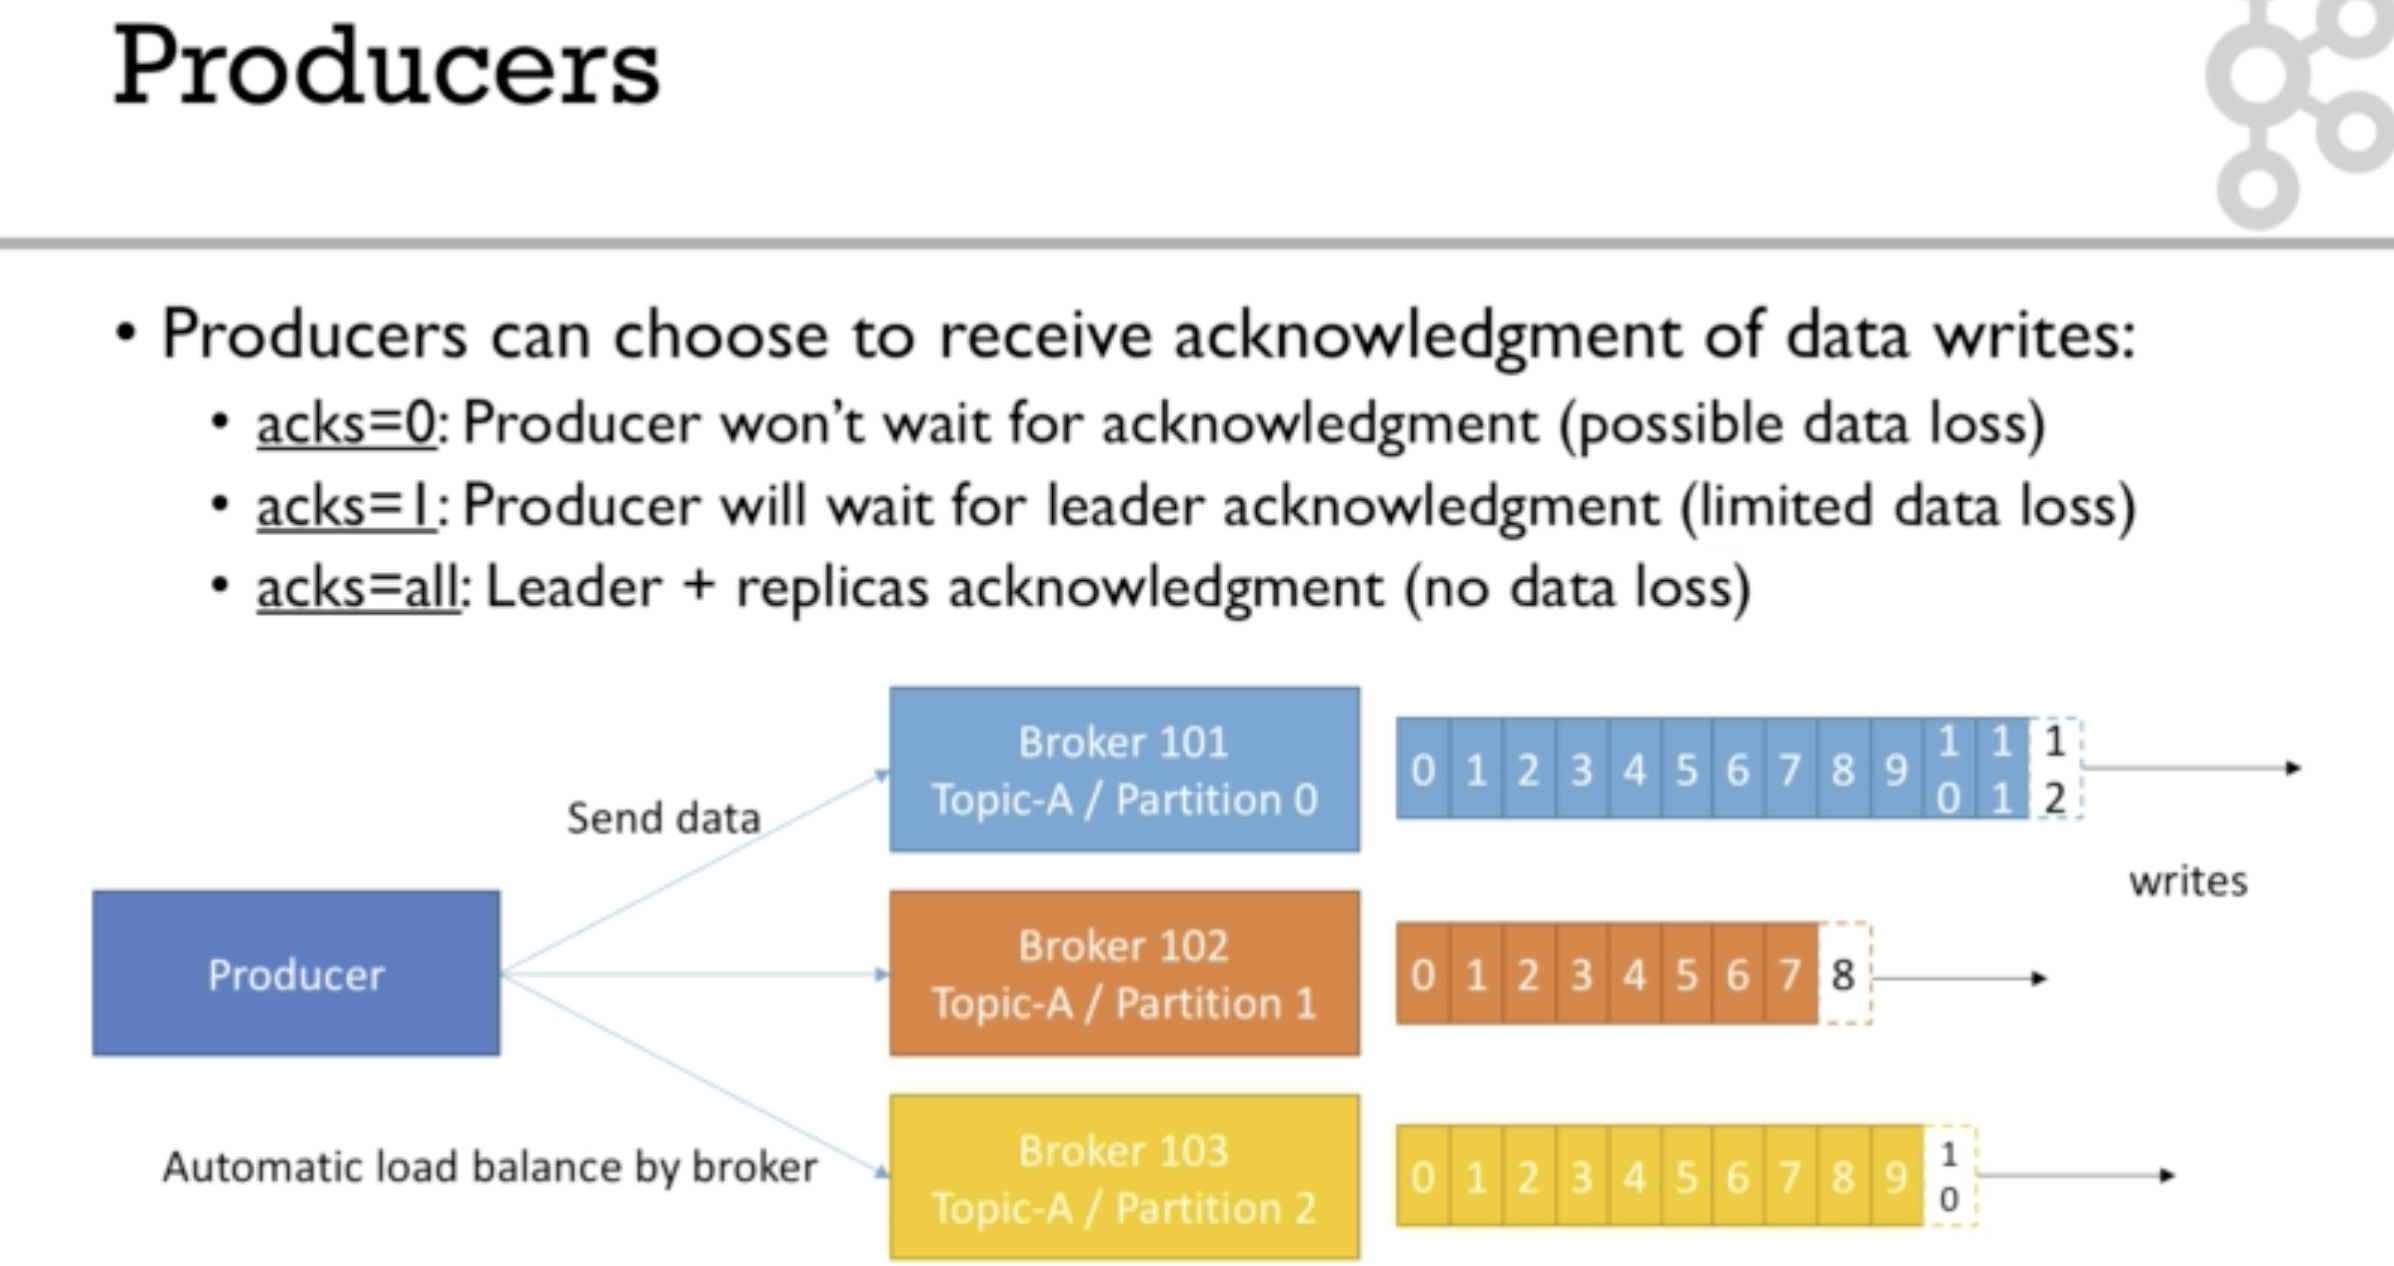 Producers
• Producers can choose to receive acknowledgment of data writes:
• acks=0: Producer won't wait for acknowledgment (possible data loss)
• acks=1: Producer will wait for leader acknowledgment (limited data loss)
• acks=all: Leader + replicas acknowledgment (no data loss)
Send data
Producer
Automatic load balance by broker
Broker 101
Topic-A / Partition 0
0 1 2 3 4 5 6 7 8 9 10 11 12
writes
Broker 102
Topic-A / Partition 1
0 1 2 3 4 5 6 7 8
Broker 103
Topic-A / Partition 2
0 1 2 3 4 5 6 7 8 9 10